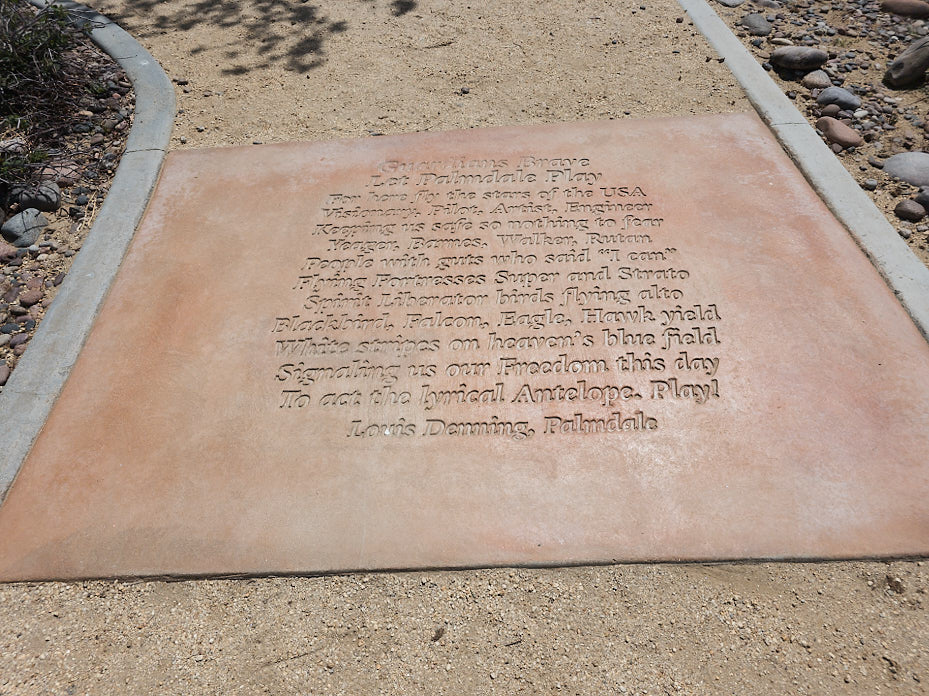 Guardians Brave
Let Palmdale Play
For here fly the stars of the USA
Visionary, Pilot, Artist, Engineer
Keeping us safe so nothing to fear
Yeager, Barnes, Walker, Rutan
People with guts who said "I can"
Flying Fortresses Super and Strato
Spirit Liberator birds flying alto
Blackbird, Falcon, Eagle, Hawk yield
White stripes on heaven's blue field
Signaling us our Freedom this day
To act the lyrical Antelope. Play!
Louis Denning, Palmdale